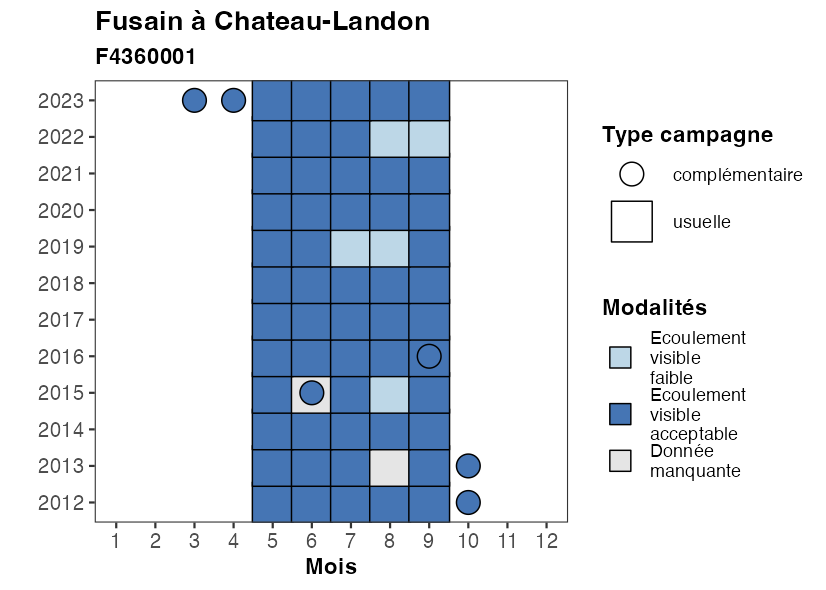 Fusain à Chateau-Landon
F4360001
2023
2022
2021
2020
2019
2018
2017
2016
2015
2014
2013
2012
1 2 3 4 5 6 7 8 9 10 11 12
Mois
Type campagne
complémentaire
usuelle
Modalités
Ecoulement
visible
faible
Ecoulement
visible
acceptable
Donnée
manquante